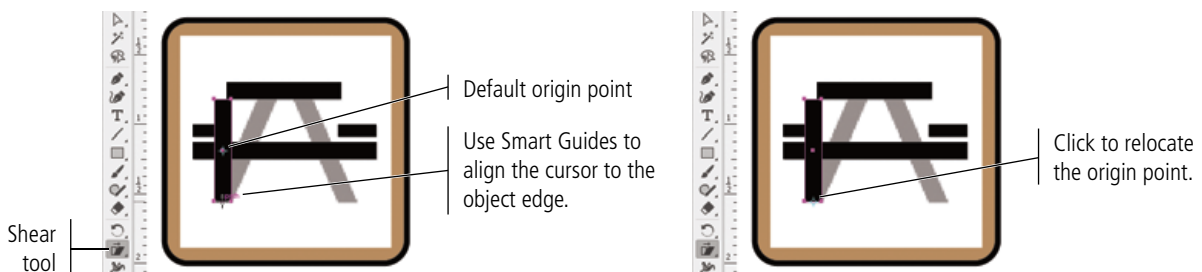 Default origin point
Use Smart Guides to
align the cursor to the
object edge.
Shear
tool
Click to relocate
the origin point.